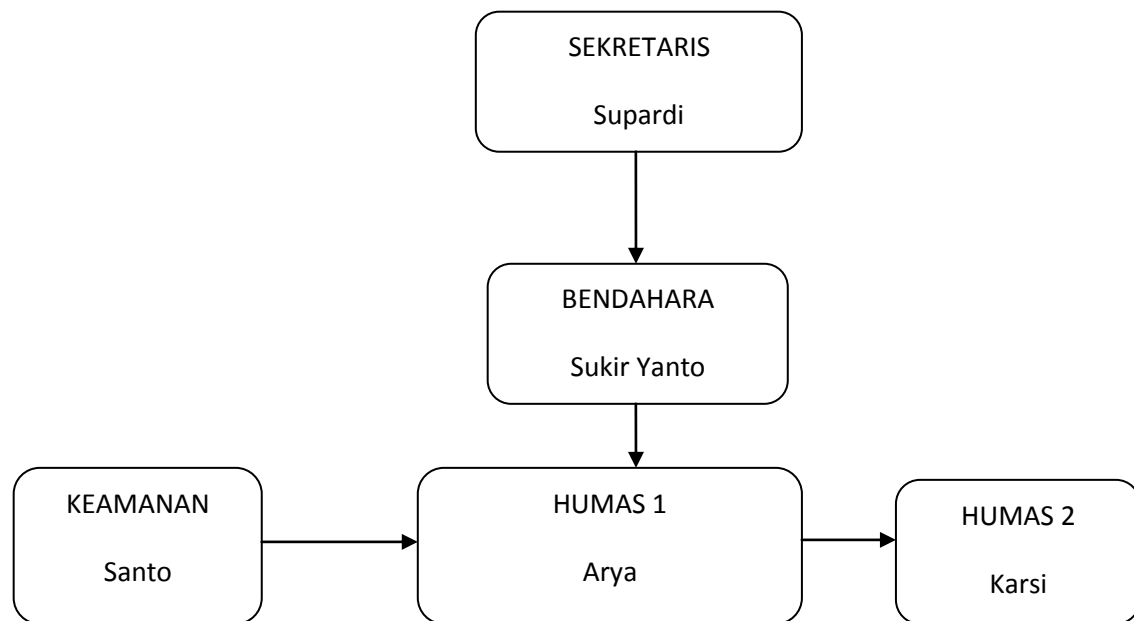 SEKRETARIS
Supardi
BENDAHARA
Sukir Yanto
KEAMANAN
Santo
HUMAS 1
Arya
HUMAS 2
Karsi